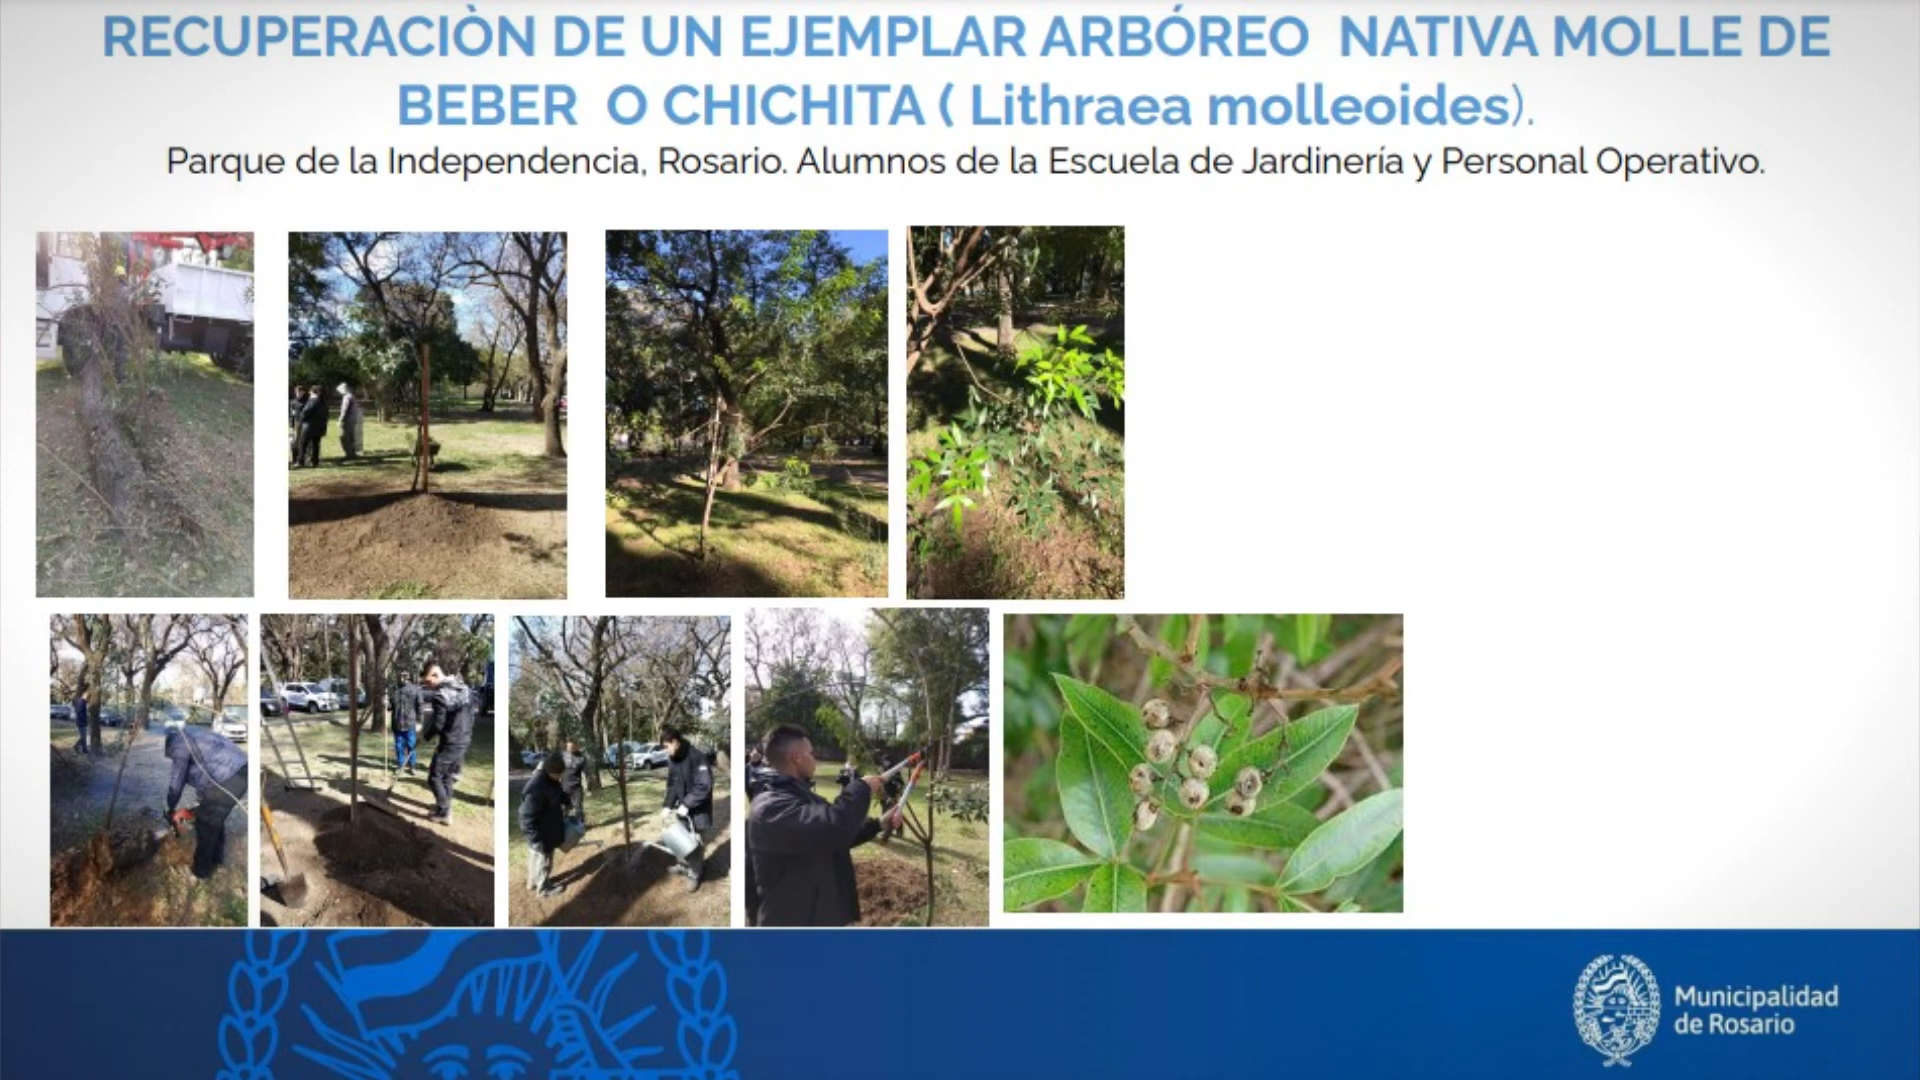 RECUPERACIÒN DE UN EJEMPLAR ARBÓREO NATIVA MOLLE DE
BEBER O CHICHITA ( Lithraea molleoides).
Parque de la Independencia, Rosario. Alumnos de la Escuela de Jardinería y Personal Operativo.
Municipalidad
de Rosario